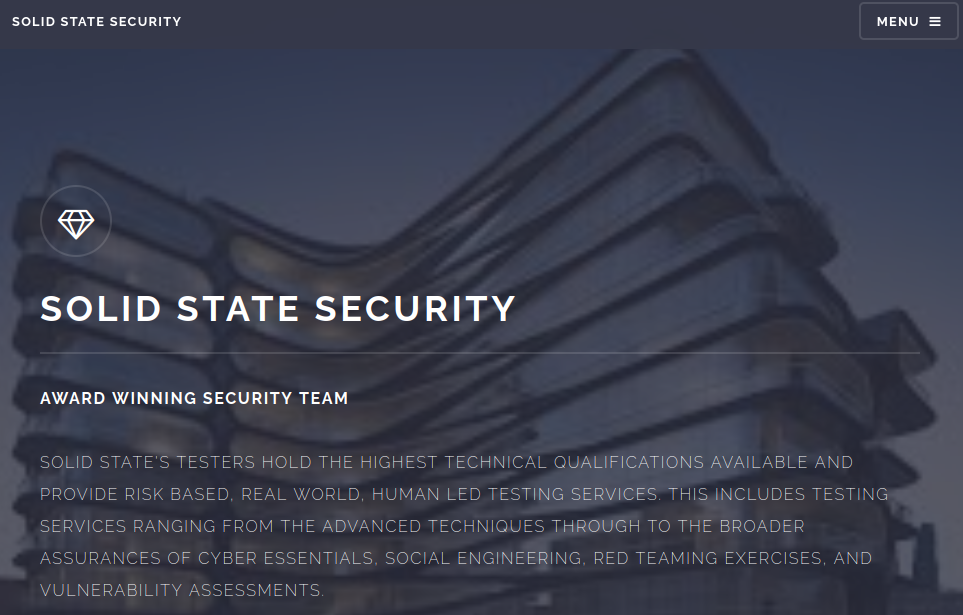 SOLID STATE SECURITY
MENU
SOLID STATE SECURITY
AWARD WINNING SECURITY TEAM
SOLID STATE'S TESTERS HOLD THE HIGHEST TECHNICAL QUALIFICATIONS AVAILABLE AND
PROVIDE RISK BASED, REAL WORLD, HUMAN LED TESTING SERVICES. THIS INCLUDES TESTING
SERVICES RANGING FROM THE ADVANCED TECHNIQUES THROUGH TO THE BROADER
ASSURANCES OF CYBER ESSENTIALS, SOCIAL ENGINEERING, RED TEAMING EXERCISES, AND
VULNERABILITY ASSESSMENTS.